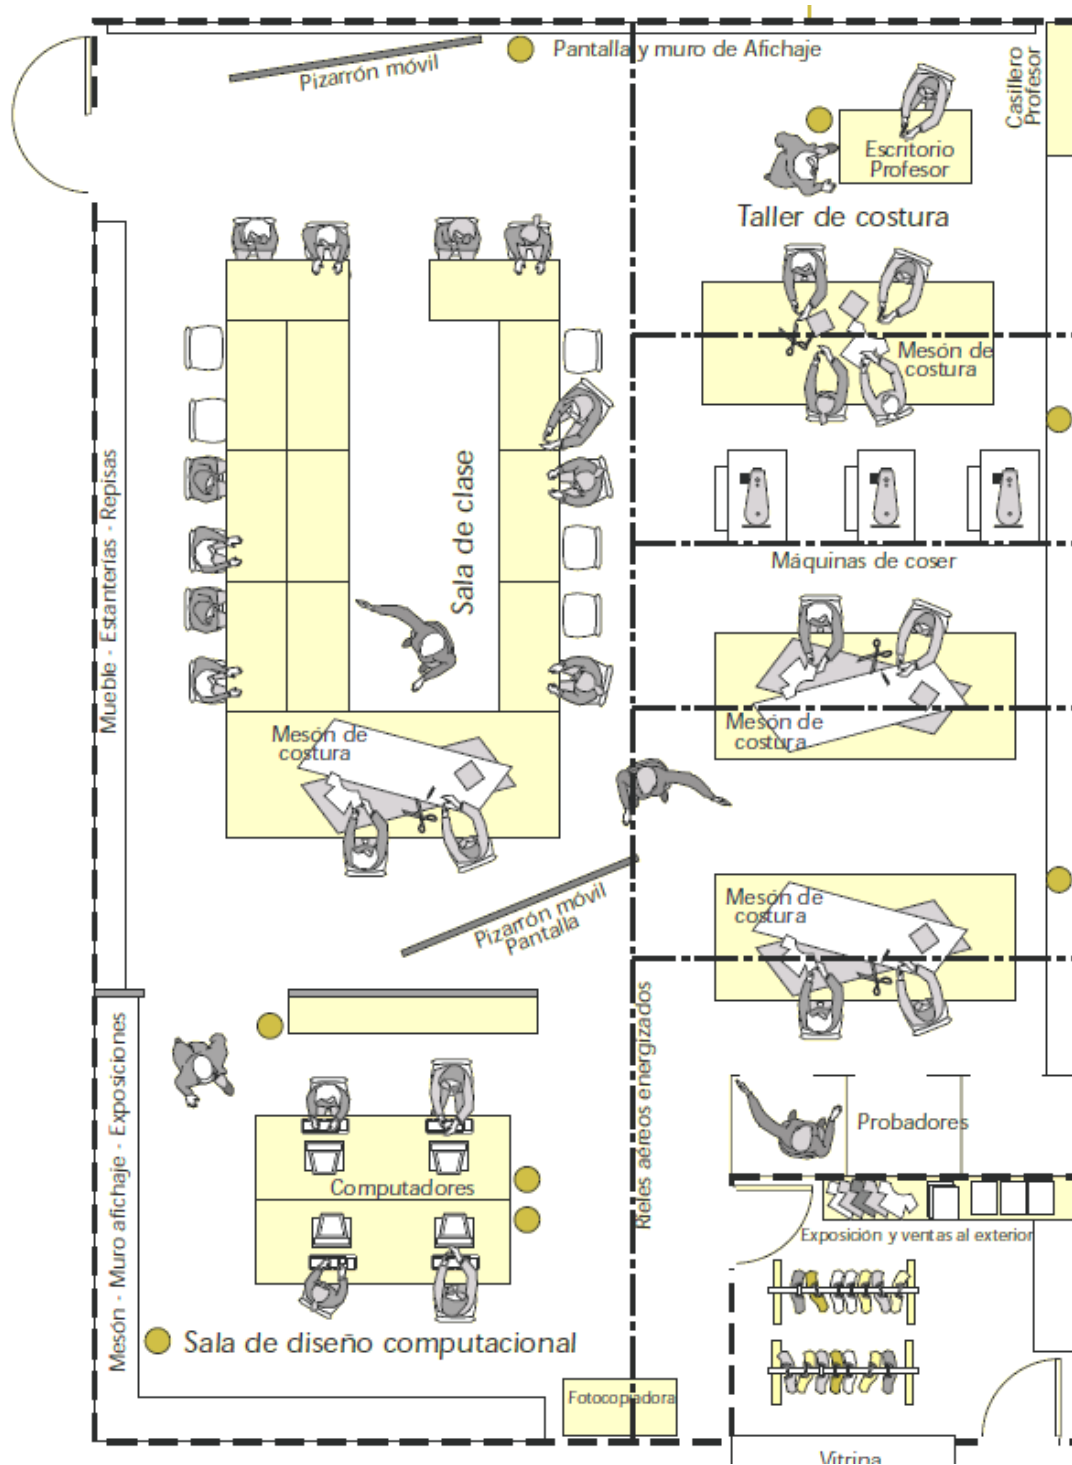 Pizarrón móvil
Pantalla y muro de Afichaje
Casillero
Profesor
Escritorio
Profesor
Taller de costura
Mesón de
costura
Mueble - Estanterías - Repisas
Sala de clase
Máquinas de coser
Mesón de
costura
Mesón de
costura
Mesón de
costura
Pizarrón móvil
Pantalla
Mesón - Muro afichaje - Exposiciones
Rieles aéreos energizados
Probadores
Computadores
Exposición y ventas al exterior
Sala de diseño computacional
Fotocopiadora
Vitrina